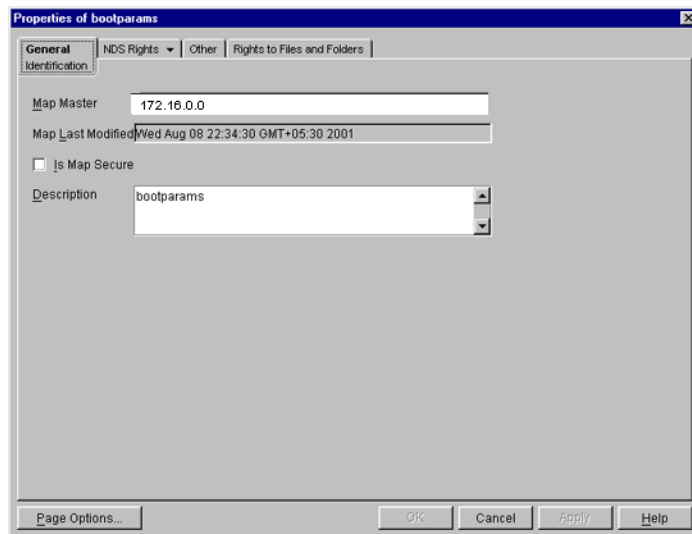 Properties of bootparams
General NDS Rights Other Rights to Files and Folders
Identification
Map Master 172.16.0.0
Map Last Modified Wed Aug 08 22:34:30 GMT+05:30 2001
Is Map Secure
Description bootparams
Page Options... OK Cancel Apply Help